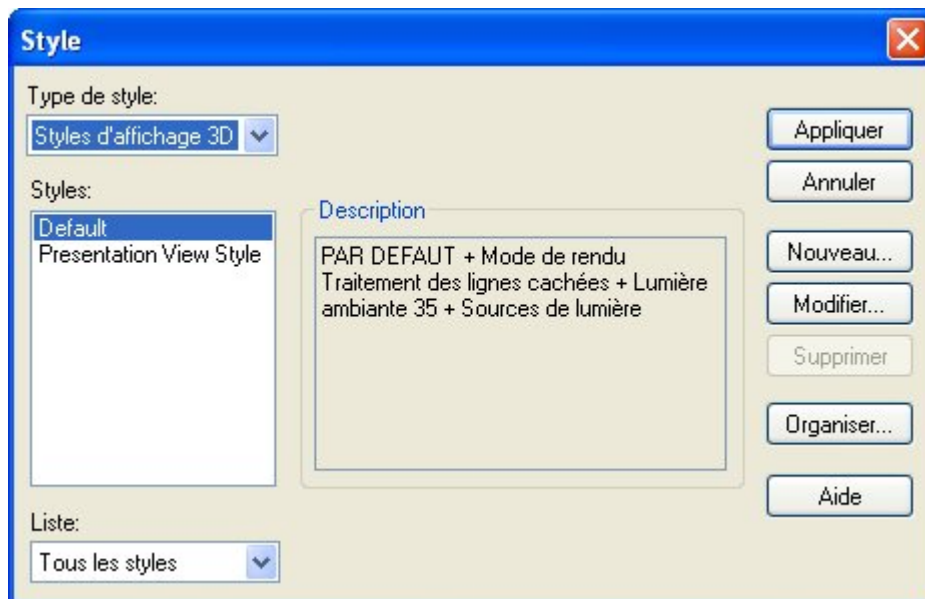 Style
Type de style:
Styles d'affichage 3D
Styles:
Default
Presentation View Style
Description
PAR DEFAUT + Mode de rendu
Traitement des lignes cachées + Lumière
ambiante 35 + Sources de lumière
Liste:
Tous les styles
Appliquer
Annuler
Nouveau...
Modifier...
Supprimer
Organiser...
Aide